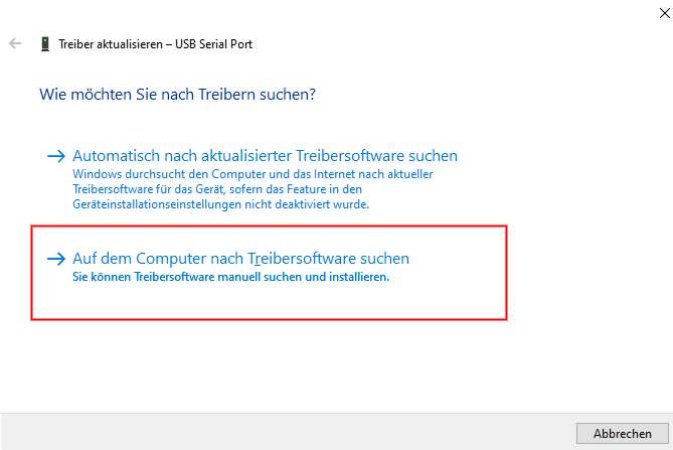 Treiber aktualisieren – USB Serial Port
Wie möchten Sie nach Treibern suchen?
Automatisch nach aktualisierter Treibersoftware suchen
Windows durchsucht den Computer und das Internet nach aktueller
Treibersoftware für das Gerät, sofern das Feature in den
Geräteinstallationseinstellungen nicht deaktiviert wurde.
Auf dem Computer nach Treibersoftware suchen
Sie können Treibersoftware manuell suchen und installieren.
Abbrechen